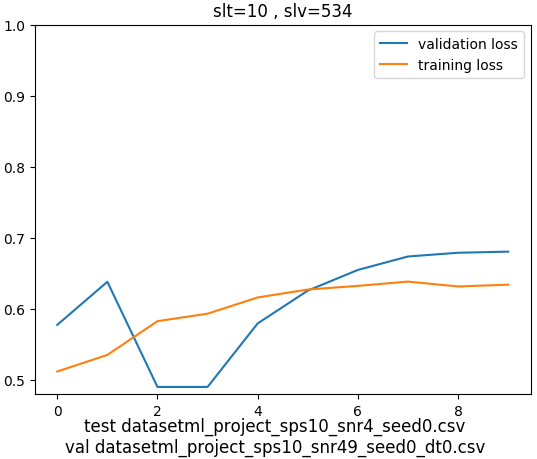 slt=10 , slv=534
1.0
validation loss
training loss
0.9
0.8
0.7
0.6
0.5
0 2 4 6 8
test datasetml_project_sps10_snr4_seed0.csv
val datasetml_project_sps10_snr49_seed0_dt0.csv